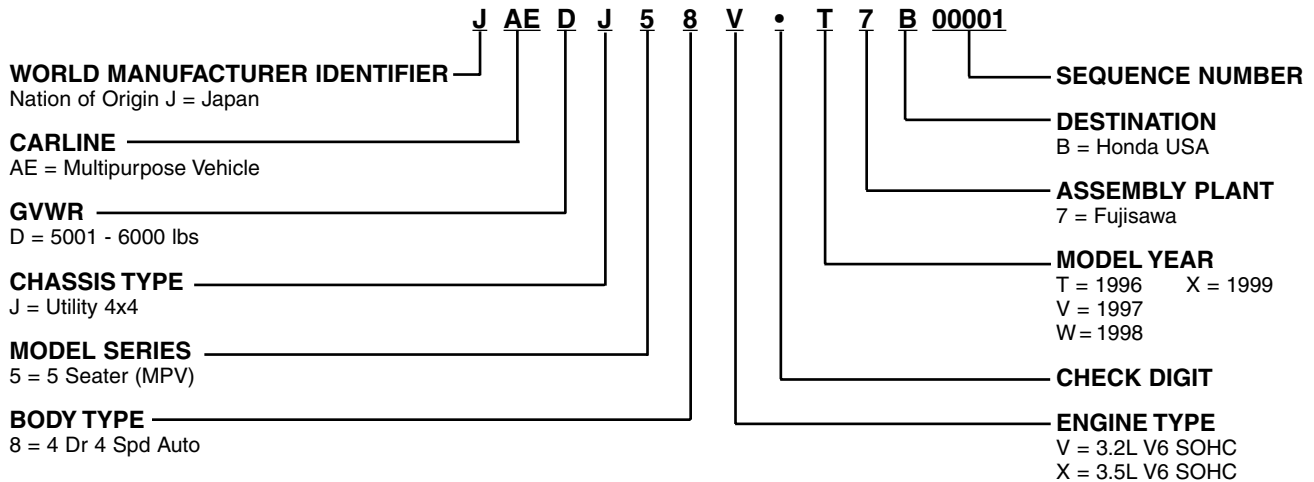 J AE D J 5 8 V • T 7 B 00001
WORLD MANUFACTURER IDENTIFIER
Nation of Origin J = Japan
CARLINE
AE = Multipurpose Vehicle
GVWR
D = 5001 - 6000 lbs
CHASSIS TYPE
J = Utility 4x4
MODEL SERIES
5 = 5 Seater (MPV)
BODY TYPE
8 = 4 Dr 4 Spd Auto
SEQUENCE NUMBER
DESTINATION
B = Honda USA
ASSEMBLY PLANT
7 = Fujisawa
MODEL YEAR
T = 1996 X = 1999
V = 1997
W = 1998
CHECK DIGIT
ENGINE TYPE
V = 3.2L V6 SOHC
X = 3.5L V6 SOHC